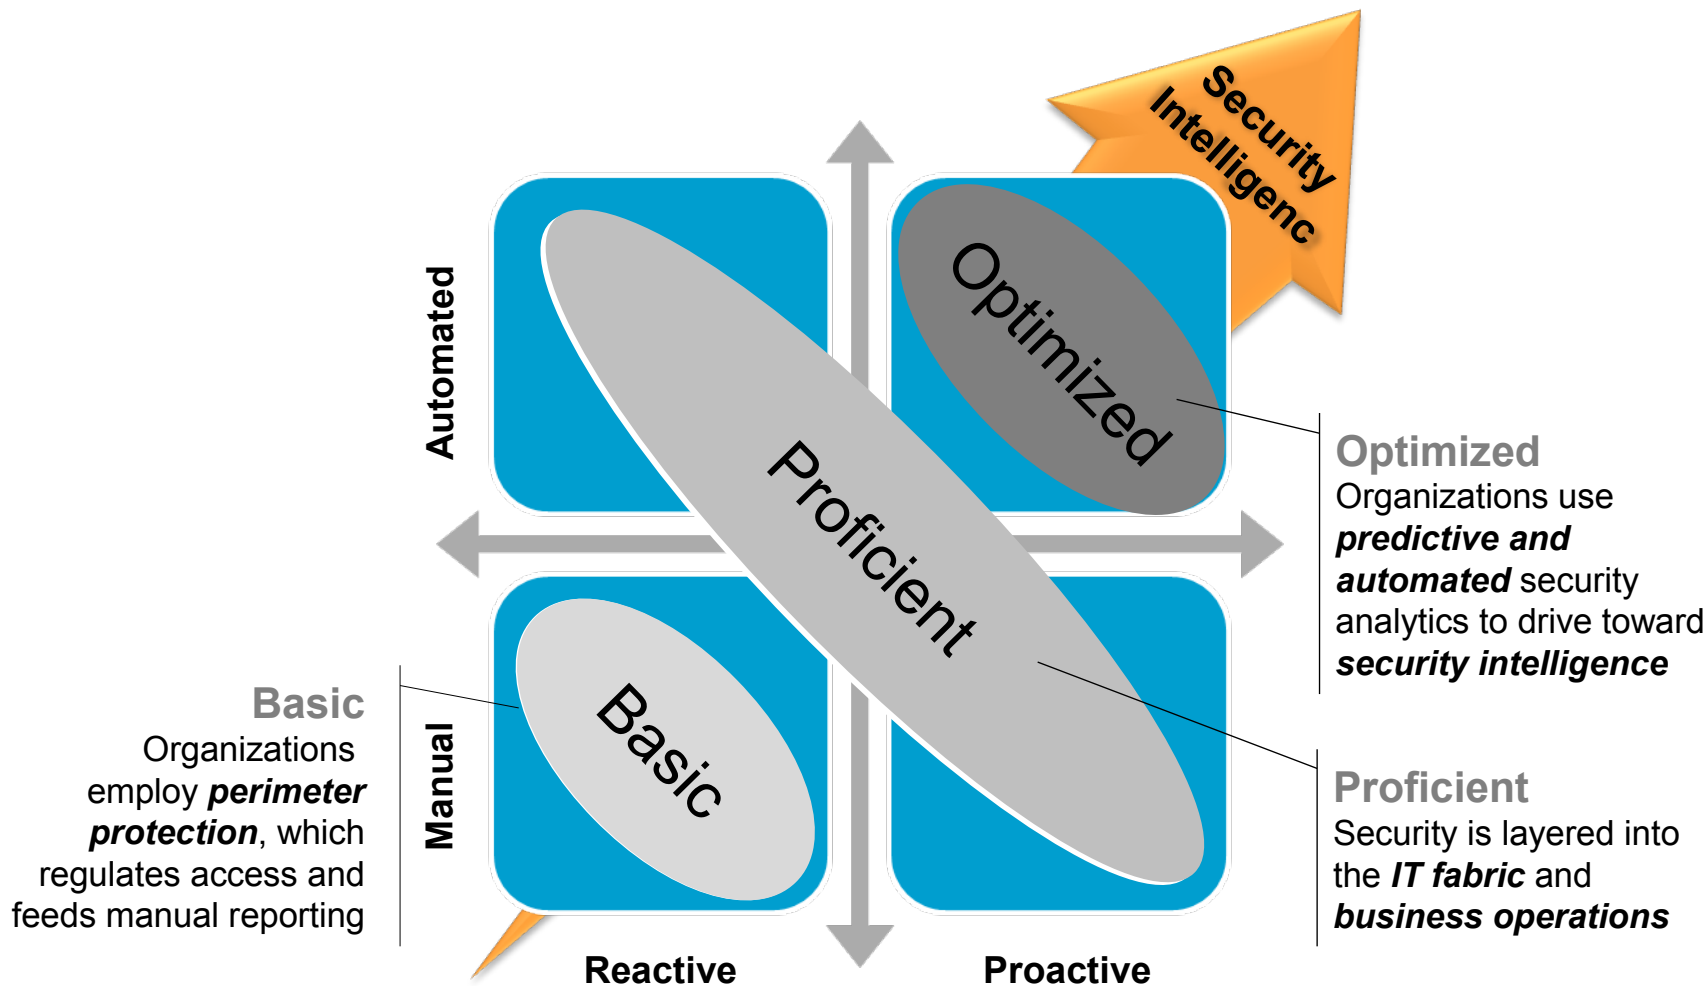 Security
Intelligenc
Automated
Optimized
Proficient
Basic
Manual
Reactive
Proactive
Optimized
Organizations use
predictive and
automated security
analytics to drive toward
security intelligence
Basic
Organizations
employ perimeter
protection, which
regulates access and
feeds manual reporting
Proficient
Security is layered into
the IT fabric and
business operations